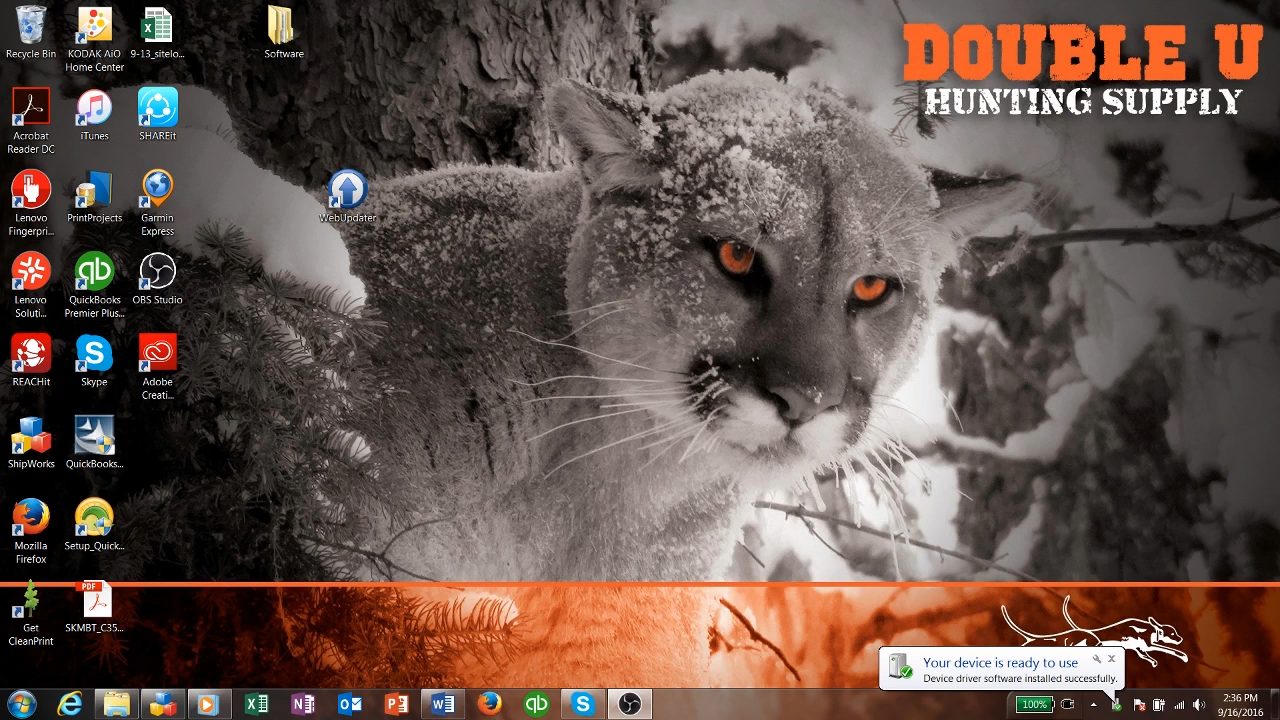 DOUBLE U
HUNTING SUPPLY
Recycle Bin
KODAK AiO
Home Center
9-13_sitelo...
Software
Acrobat
Reader DC
iTunes
SHAREit
Lenovo
Fingerpri...
PrintProjects
Garmin
Express
WebUpdater
Lenovo
Soluti...
QuickBooks
Premier Plus...
OBS Studio
REACHit
Skype
Adobe
Creati...
ShipWorks
QuickBooks...
Mozilla
Firefox
Setup_Quick...
Get
CleanPrint
PDF
SKMBT_C35...
Your device is ready to use
Device driver software installed successfully.
100%
2:36 PM
9/16/2016